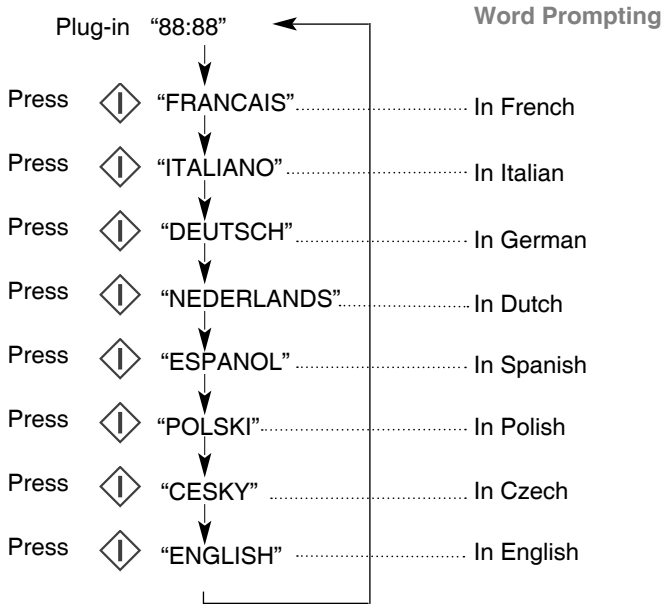 Word Prompting
Plug-in “88:88”
Press “FRANCAIS” In French
Press “ITALIANO” In Italian
Press “DEUTSCH” In German
Press “NEDERLANDS” In Dutch
Press “ESPANOL” In Spanish
Press “POLSKI” In Polish
Press “CESKY” In Czech
Press “ENGLISH” In English